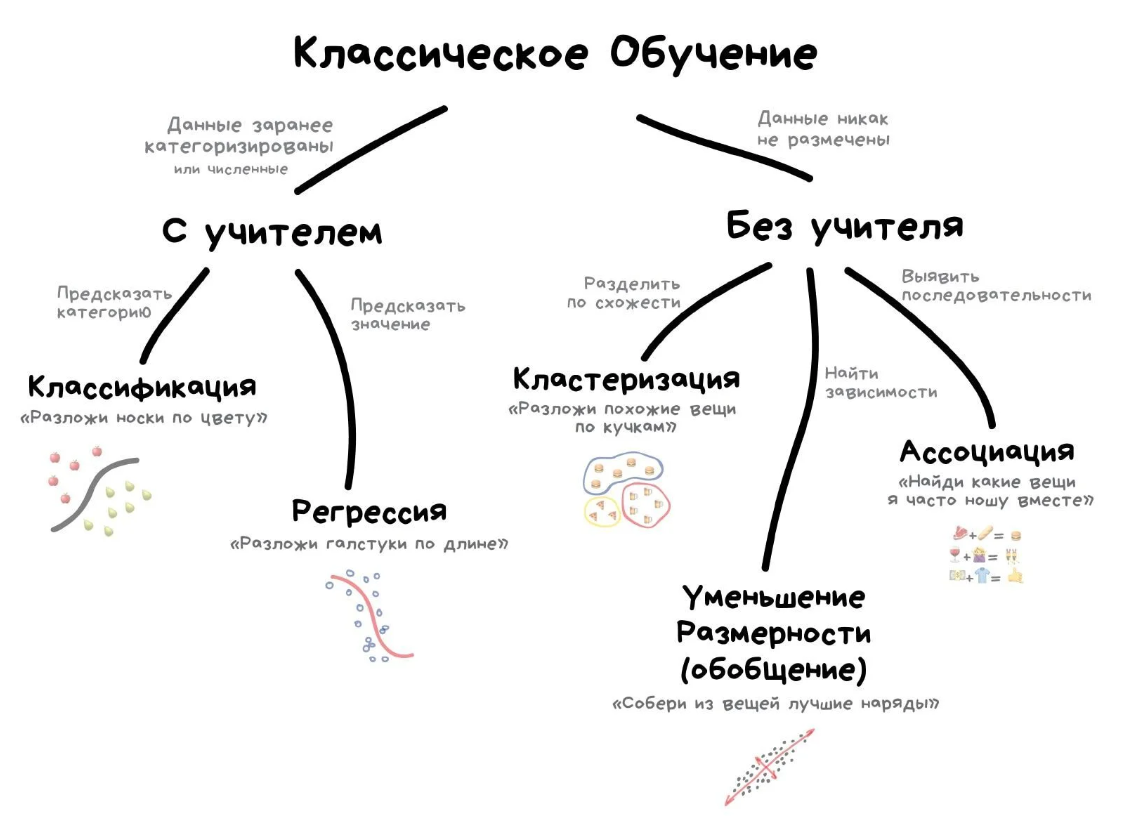 Классическое Обучение
Данные заранее
категоризированы
или численные
Данные никак
не размечены
С учителем
Без учителя
Предсказать
категорию
Предсказать
значение
Разделить
по схожести
Выявить
последовательности
Найти
зависимости
Классификация
«Разложи носки по цвету»
Кластеризация
«Разложи похожие вещи
по кучкам»
Ассоциация
«Найди какие вещи
я часто ношу вместе»
+ =
+ =
+ =
Регрессия
«Разложи галстуки по длине»
Уменьшение
Размерности
(обобщение)
«Собери из вещей лучшие наряды»